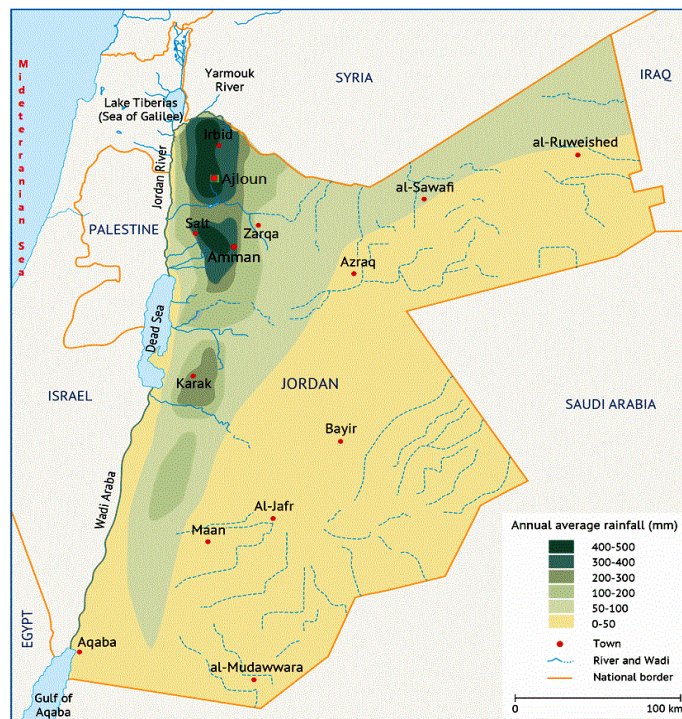 SYRIA
IRAQ
Yarmouk
River
Lake Tiberias
(Sea of Galilee)
Mideterranian Sea
Irbid
al-Ruweished
Jordan River
Ajloun
al-Sawafi
PALESTINE
Salt
Zarqa
Amman
Azraq
Dead Sea
Karak
JORDAN
ISRAEL
SAUDI ARABIA
Bayir
Wadi Araba
Al-Jafr
Maan
EGYPT
Aqaba
al-Mudawwara
Gulf of
Aqaba
Annual average rainfall (mm)
400-500
300-400
200-300
100-200
50-100
0-50
Town
River and Wadi
National border
0 100 km